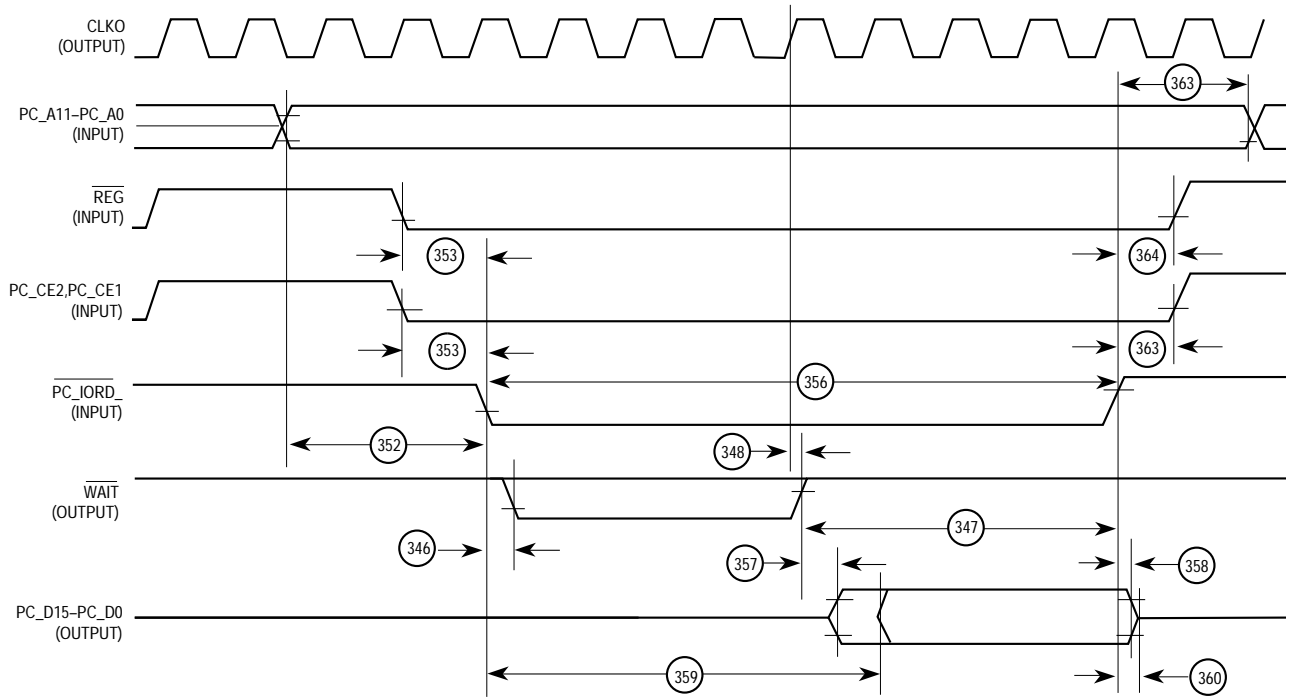 CLKO
(OUTPUT)
363
PC_A11–PC_A0
(INPUT)
REG
(INPUT)
353
364
PC_CE2,PC_CE1
(INPUT)
353
363
356
PC_IORD_
(INPUT)
352
348
WAIT
(OUTPUT)
347
346
357
358
PC_D15–PC_D0
(OUTPUT)
359
360